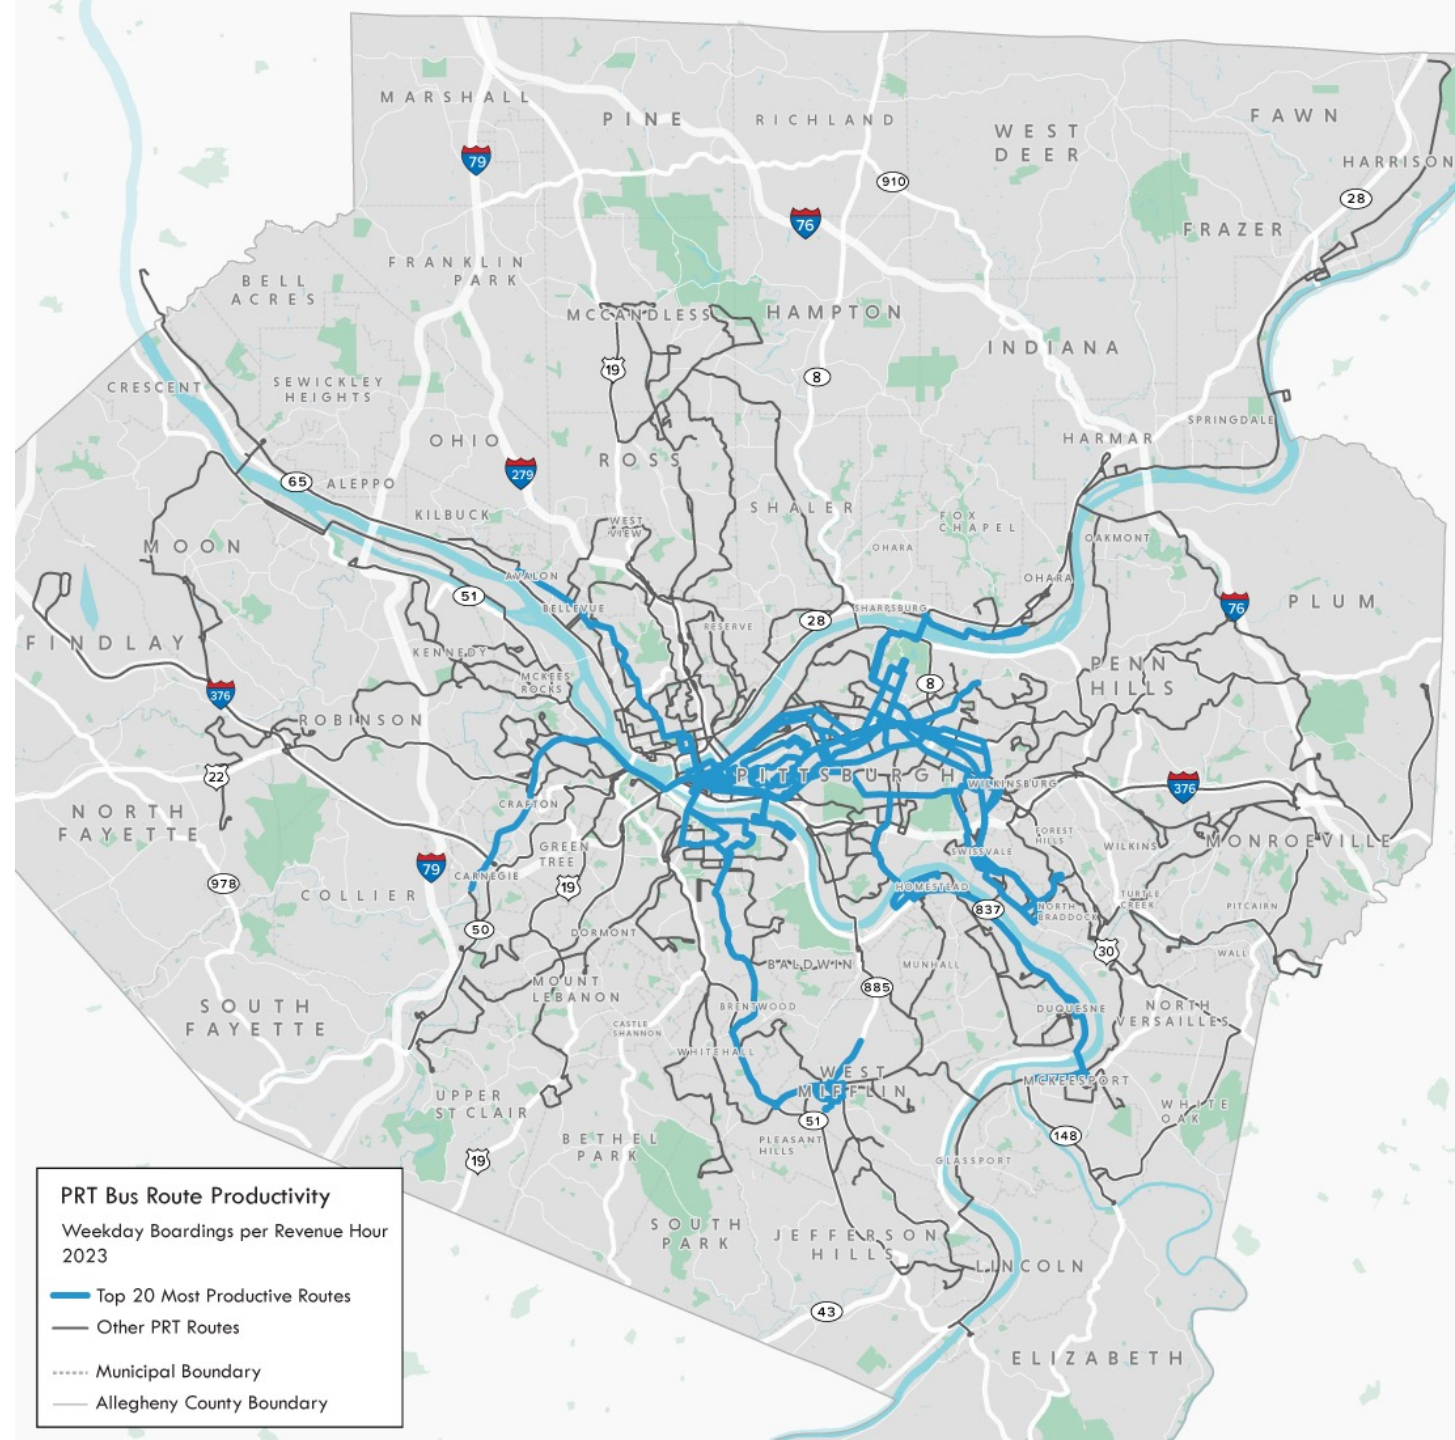 MARSHALL
PINE
RICHLAND
WEST
DEER
FAWN
HARRISON
79
910
28
76
FRAZER
FRANKLIN
PARK
BELL
ACRES
MCCANDLESS
HAMPTON
INDIANA
19
8
CRESCENT
SEWICKLEY
HEIGHTS
SPRINGDALE
OHIO
HARMAR
ROSS
279
65
ALEPPO
KILBUCK
SHALER
WEST
VIEW
FOX
CHAPEL
MOON
OHARA
OAKMONT
AVALON
OHARA
51
BELLEVUE
SHARPSBURG
76
PLUM
28
RESERVE
FINDLAY
KENNEDY
PENN
HILLS
MCKEES
ROCKS
8
376
ROBINSON
22
PITTSBURGH
WILKINSBURG
376
NORTH
FAYETTE
CRAFTON
FOREST
HILLS
MONROEVILLE
GREEN
TREE
SWISSVALE
WILKINS
79
CARNEGIE
978
19
HOMESTEAD
COLLIER
TURTLE
CREEK
PITCAIRN
837
NORTH
BRADDOCK
50
DORMONT
30
WALL
BALDWIN
MUNHALL
MOUNT
LEBANON
885
SOUTH
FAYETTE
BRENTWOOD
DUQUESNE
NORTH
VERSAILLES
CASTLE
SHANNON
WHITEHALL
WEST
MIFFLIN
MCKEESPORT
UPPER
ST CLAIR
WHITE
OAK
51
BETHEL
PARK
PLEASANT
HILLS
148
19
GLASSPORT
SOUTH
PARK
JEFFERSON
HILLS
LINCOLN
43
ELIZABETH
PRT Bus Route Productivity
Weekday Boardings per Revenue Hour
2023
Top 20 Most Productive Routes
Other PRT Routes
Municipal Boundary
Allegheny County Boundary